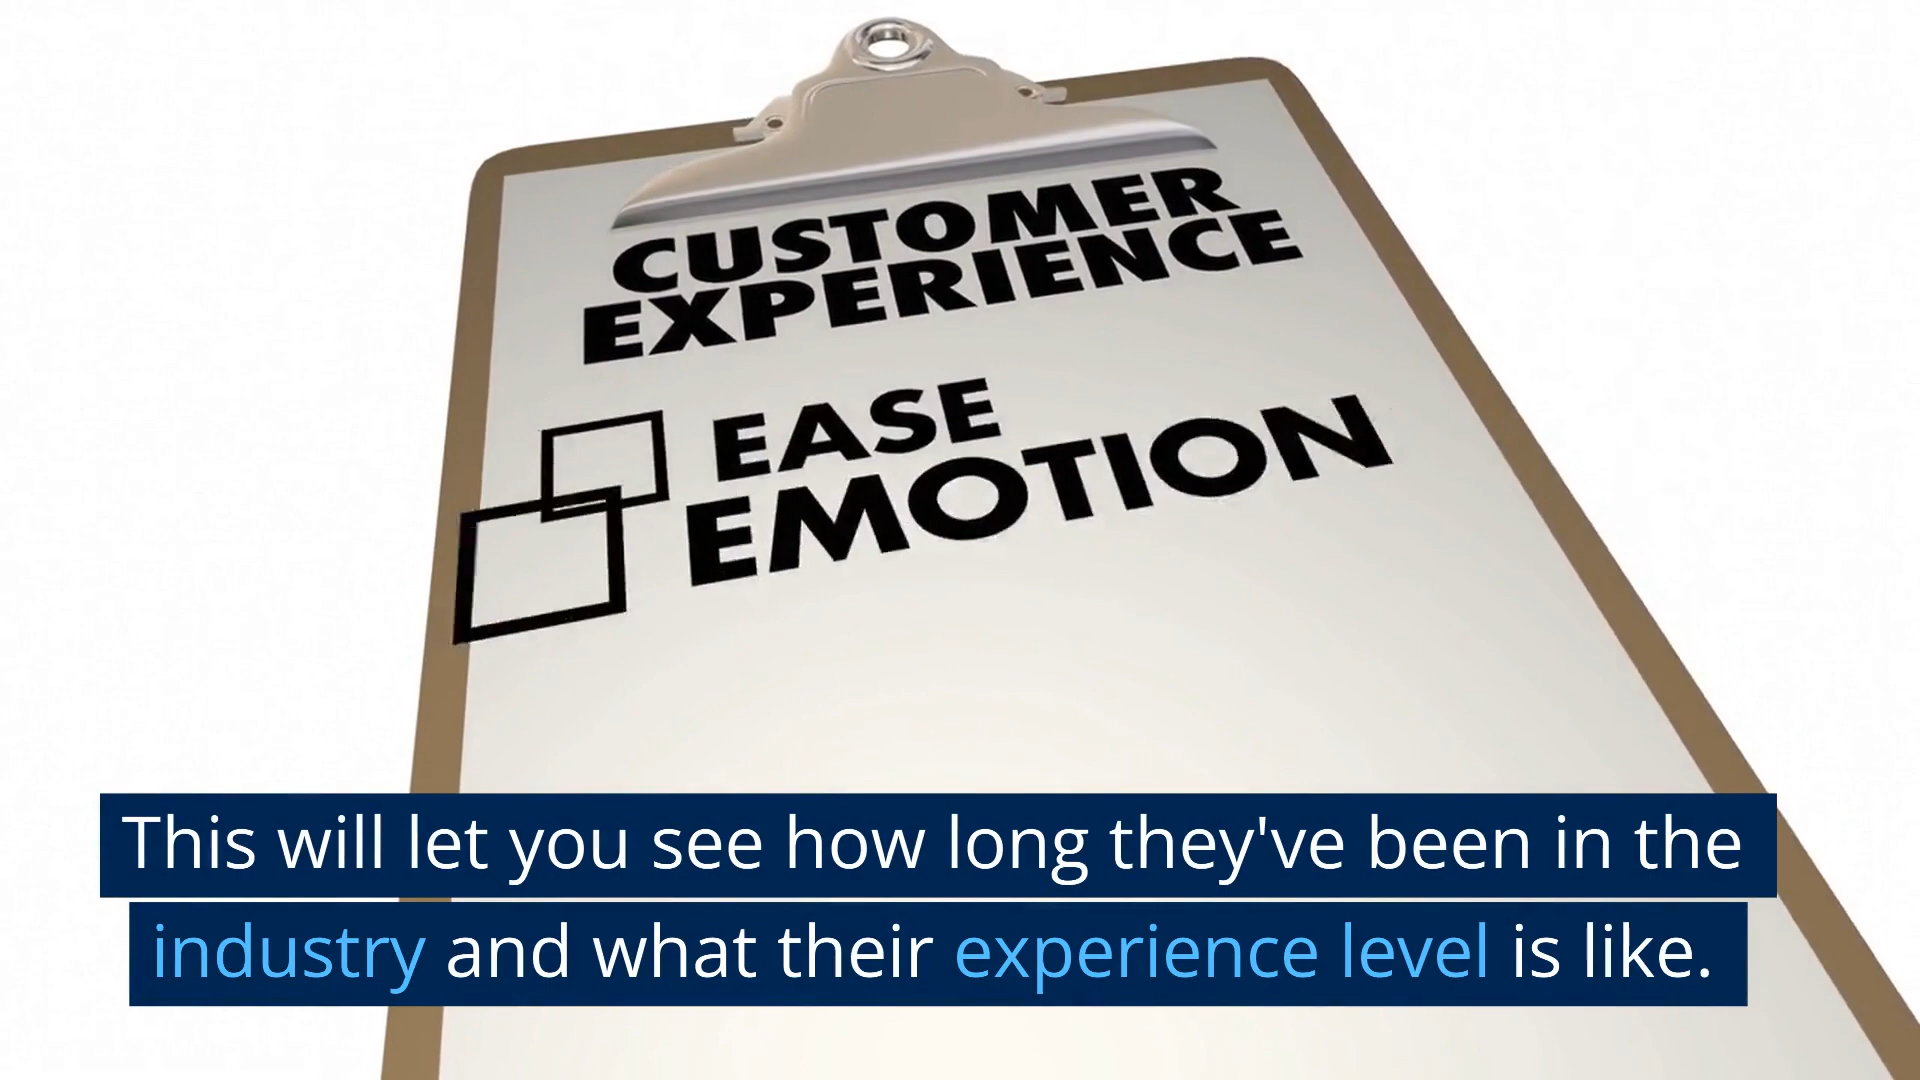 CUSTOMER
EXPERIENCE
EASE
EMOTION
This will let you see how long they've been in the
industry and what their experience level is like.